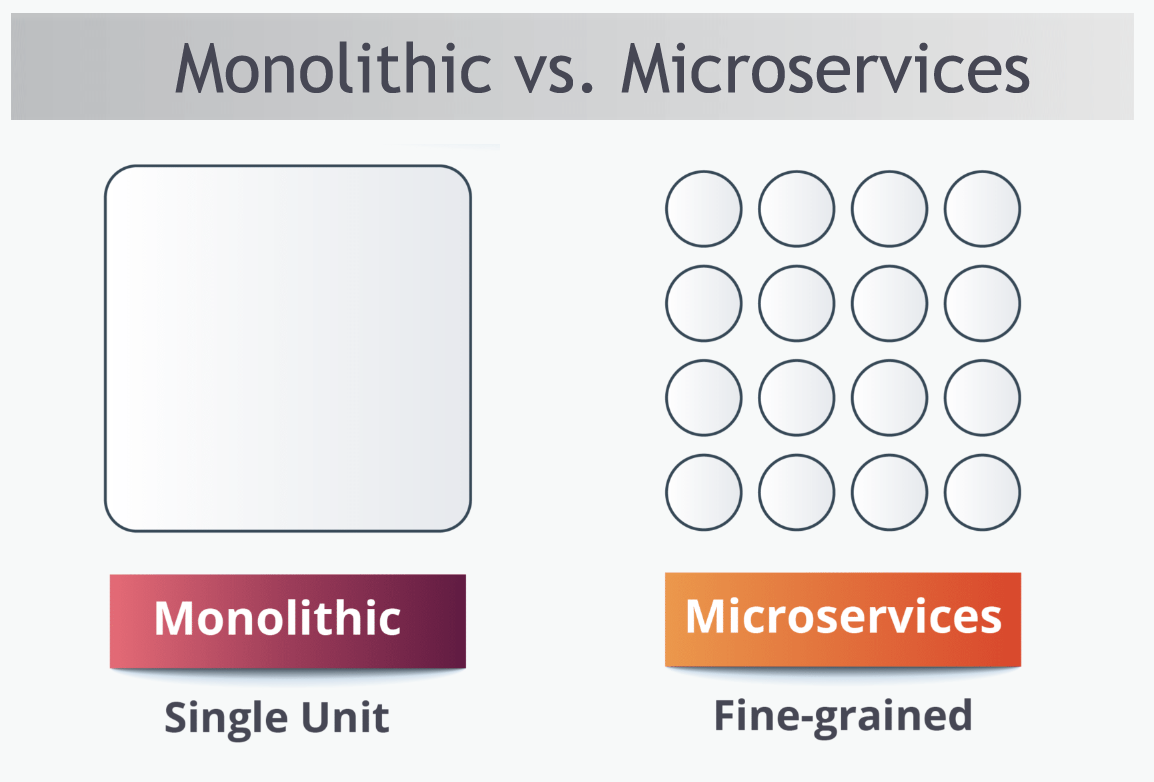 Monolithic vs. Microservices
Monolithic
Microservices
Single Unit
Fine-grained